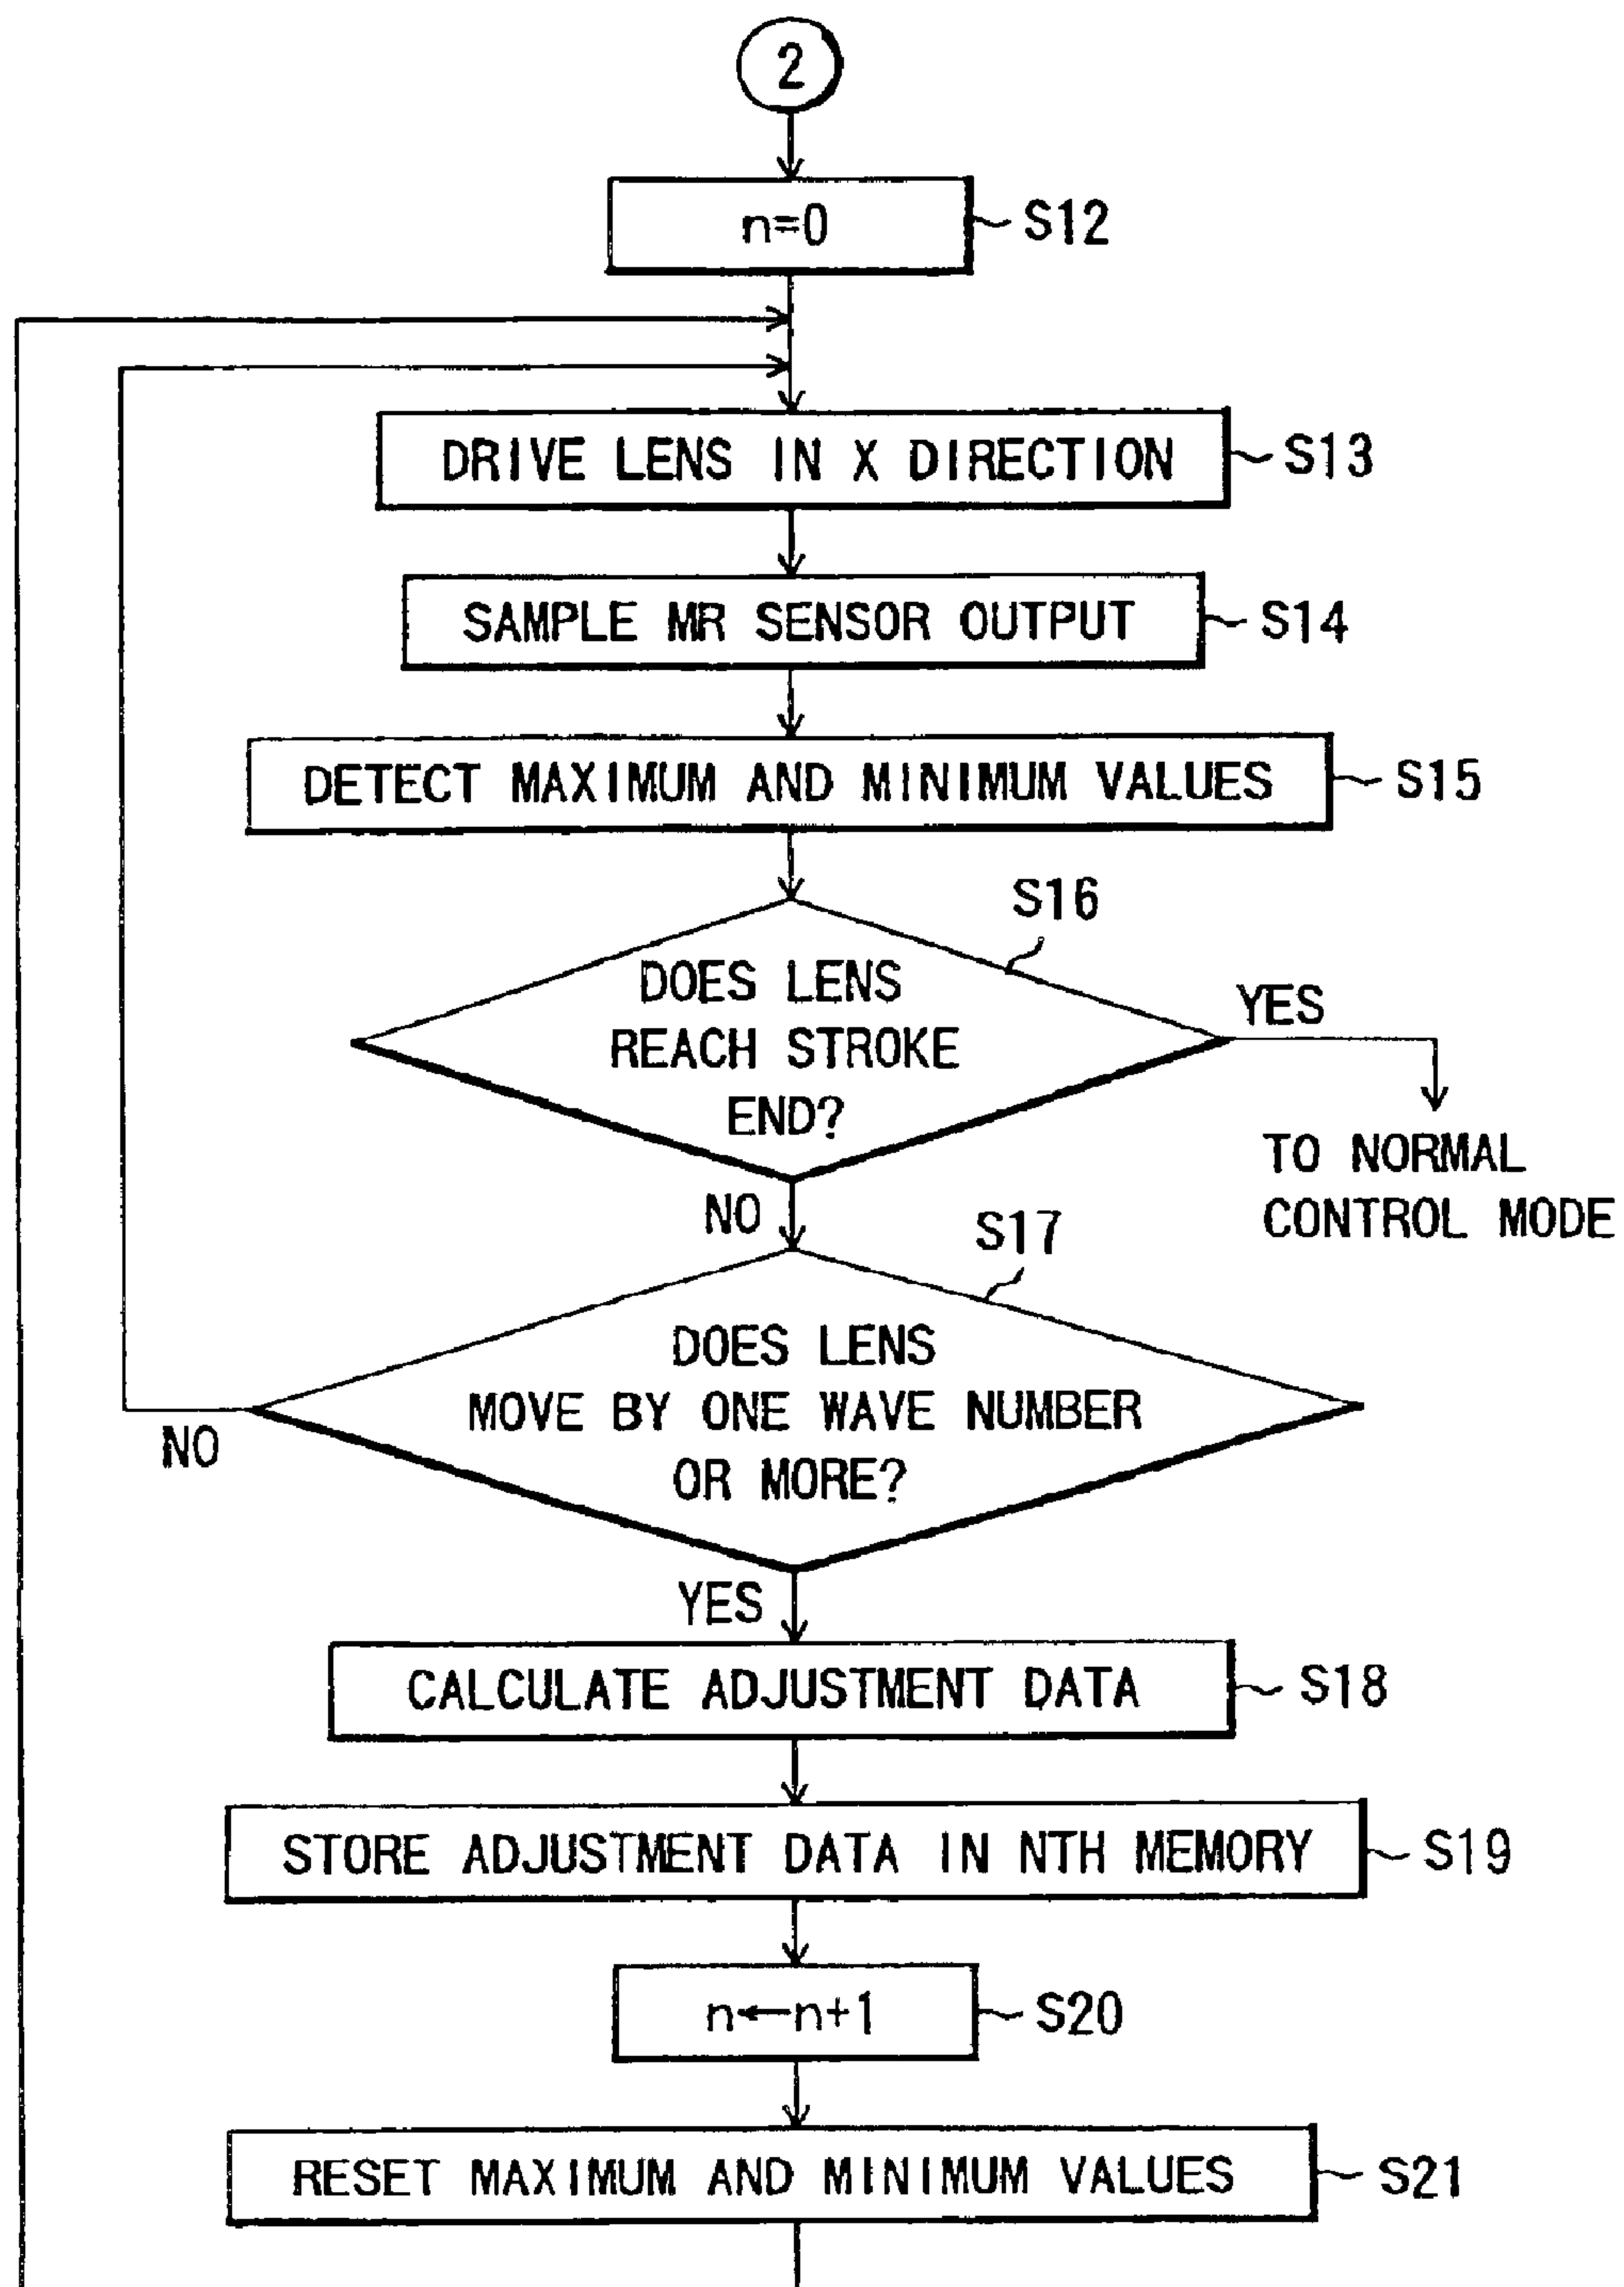 2
n=0
S12
DRIVE LENS IN X DIRECTION
S13
SAMPLE MR SENSOR OUTPUT
S14
DETECT MAXIMUM AND MINIMUM VALUES
S15
S16
DOES LENS
REACH STROKE
END?
YES
TO NORMAL
CONTROL MODE
NO
S17
DOES LENS
MOVE BY ONE WAVE NUMBER
OR MORE?
NO
YES
CALCULATE ADJUSTMENT DATA
S18
STORE ADJUSTMENT DATA IN NTH MEMORY
S19
n←n+1
S20
RESET MAXIMUM AND MINIMUM VALUES
S21